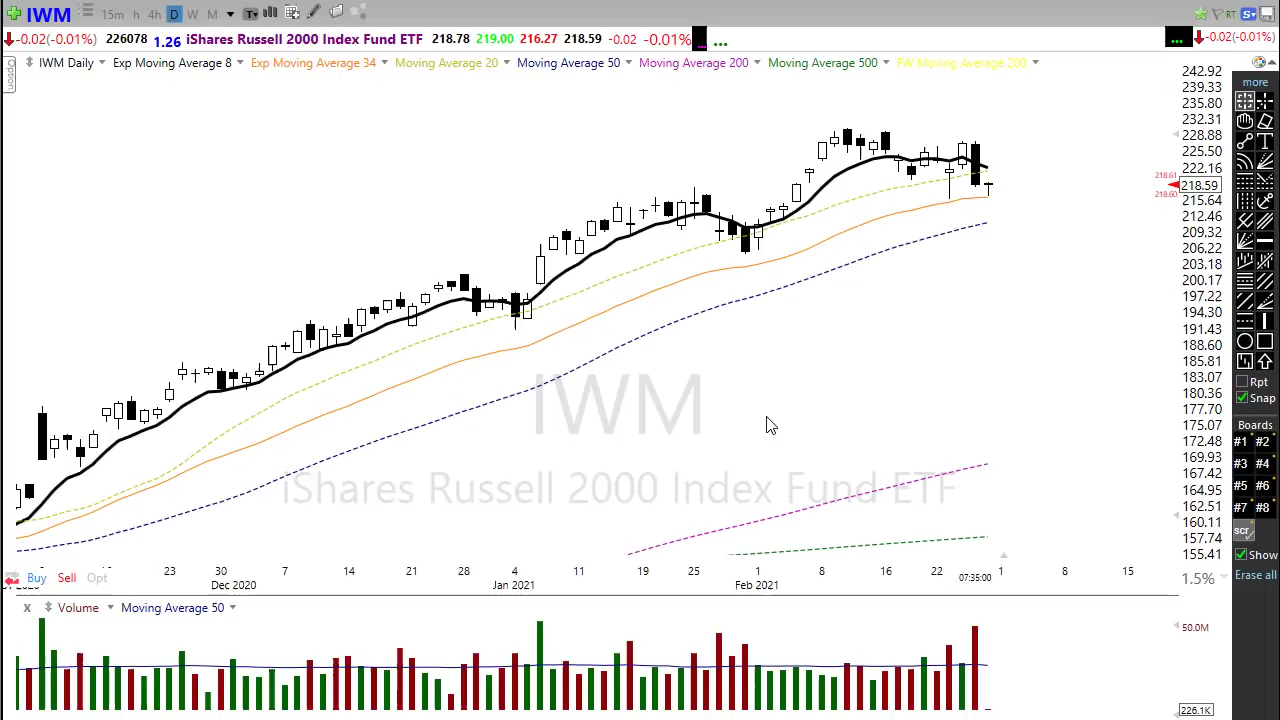 IWM 15m h 4h D W M T RT S
-0.02(-0.01%) 226078 1.26 iShares Russell 2000 Index Fund ETF 218.78 219.00 216.27 218.59 -0.02 -0.01% ... ... -0.02(-0.01%)
Option IWM Daily Exp Moving Average 8 Exp Moving Average 34 Moving Average 20 Moving Average 50 Moving Average 200 Moving Average 500 FW Moving Average 200
242.92
239.33
235.80
232.31
228.88
225.50
222.16
218.61
218.59
218.60
215.64
212.46
209.32
206.22
203.18
200.17
197.22
194.30
191.43
188.60
185.81
183.07
180.36
177.70
175.07
172.48
169.93
167.42
164.95
162.51
160.11
157.74
155.41
IWM
iShares Russell 2000 Index Fund ETF
more
Rpt
Snap
Boards
#1 #2
#3 #4
#5 #6
#7 #8
scr
Show
Erase all
23 30 7 14 21 28 4 11 19 25 1 8 16 22 07:35:00 1 8 15
Dec 2020 Jan 2021 Feb 2021
Buy Sell Opt 1.5%
X Volume Moving Average 50
50.0M
226.1K